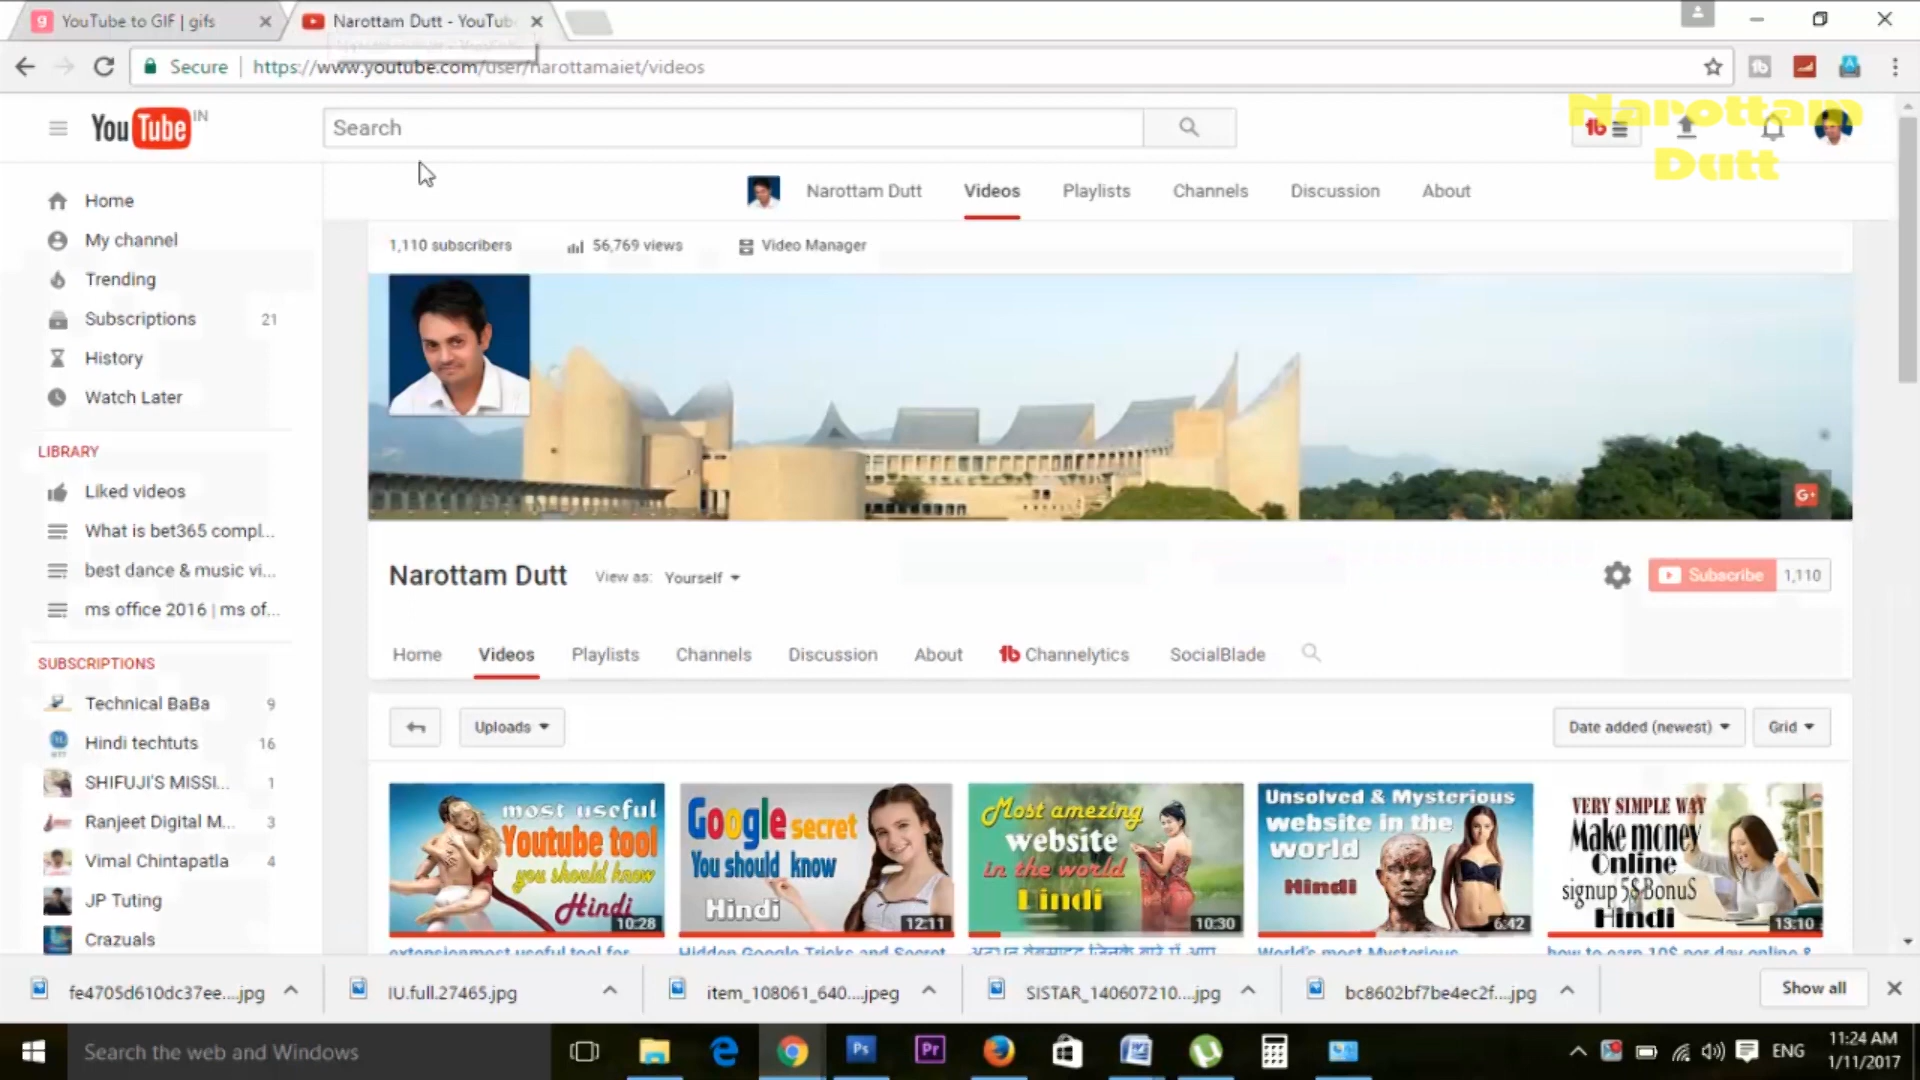 YouTube to GIF | gifs
Narottam Dutt - YouTub
Secure
https://www.youtube.com/user/narottamaiet/videos
YouTube IN
Search
Narottam
Dutt
Home
My channel
Trending
Subscriptions 21
History
Watch Later
LIBRARY
Liked videos
What is bet365 compl...
best dance & music vi...
ms office 2016 | ms of...
SUBSCRIPTIONS
Technical BaBa 9
Hindi techtuts 16
SHIFUJI'S MISSI... 1
Ranjeet Digital M... 3
Vimal Chintapatla 4
JP Tuting
Crazuals
Narottam Dutt Videos Playlists Channels Discussion About
1,110 subscribers 56,769 views Video Manager
G+
Narottam Dutt View as: Yourself
Subscribe 1,110
Home Videos Playlists Channels Discussion About Channelytics SocialBlade
Uploads Date added (newest) Grid
most useful
Youtube tool
you should know
Hindi
10:28
Google secret
You should know
Hindi
12:11
Most amezing
website
in the world
Hindi
10:30
Unsolved & Mysterious
website in the
world
Hindi
6:42
VERY SIMPLE WAY
Make money
Online
signup 5$ BonuS
Hindi
13:10
extensionmost useful tool for
Hidden Google Tricks and Secret
World's most Mysterious
how to earn 10$ per day online &
fe4705d610dc37ee....jpg
IU.full.27465.jpg
item_108061_640....jpeg
SISTAR_140607210....jpg
bc8602bf7be4ec2f....jpg
Show all
Search the web and Windows
Ps
Pr
ENG
11:24 AM
1/11/2017